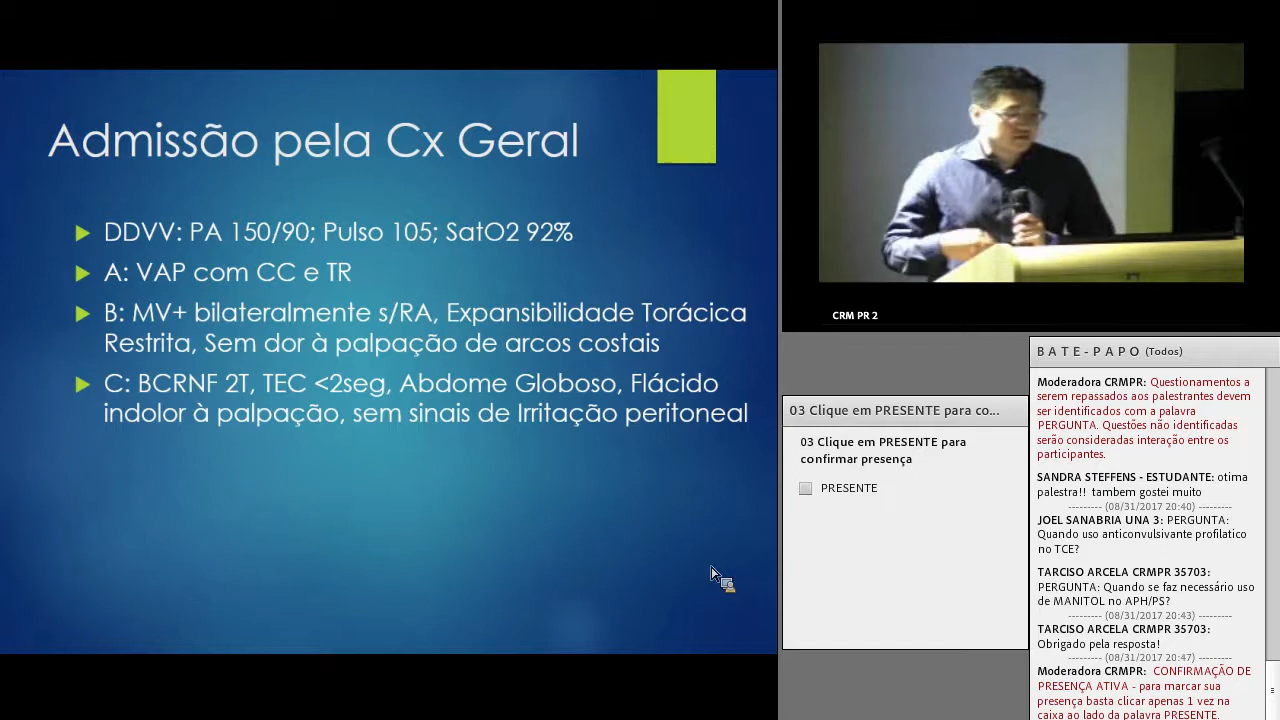 Admissão pela Cx Geral
DDVV: PA 150/90; Pulso 105; SatO2 92%
A: VAP com CC e TR
B: MV+ bilateralmente s/RA, Expansibilidade Torácica
Restrita, Sem dor à palpação de arcos costais
C: BCRNF 2T, TEC <2seg, Abdome Globoso, Flácido
indolor à palpação, sem sinais de Irritação peritoneal
CRM PR 2
03 Clique em PRESENTE para co...
03 Clique em PRESENTE para
confirmar presença
PRESENTE
BATE-PAPO (Todos)
Moderadora CRMPR: Questionamentos a
serem repassados aos palestrantes devem
ser identificados com a palavra
PERGUNTA. Questões não identificadas
serão consideradas interação entre os
participantes.
SANDRA STEFFENS - ESTUDANTE: otima
palestra!! tambem gostei muito
--------- (08/31/2017 20:40) ---------
JOEL SANABRIA UNA 3: PERGUNTA:
Quando uso anticonvulsivante profilatico
no TCE?
TARCISO ARCELA CRMPR 35703:
PERGUNTA: Quando se faz necessário uso
de MANITOL no APH/PS?
--------- (08/31/2017 20:43) ---------
TARCISO ARCELA CRMPR 35703:
Obrigado pela resposta!
--------- (08/31/2017 20:47) ---------
Moderadora CRMPR: CONFIRMAÇÃO DE
PRESENÇA ATIVA - para marcar sua
presença basta clicar apenas 1 vez na
caixa ao lado da palavra PRESENTE.